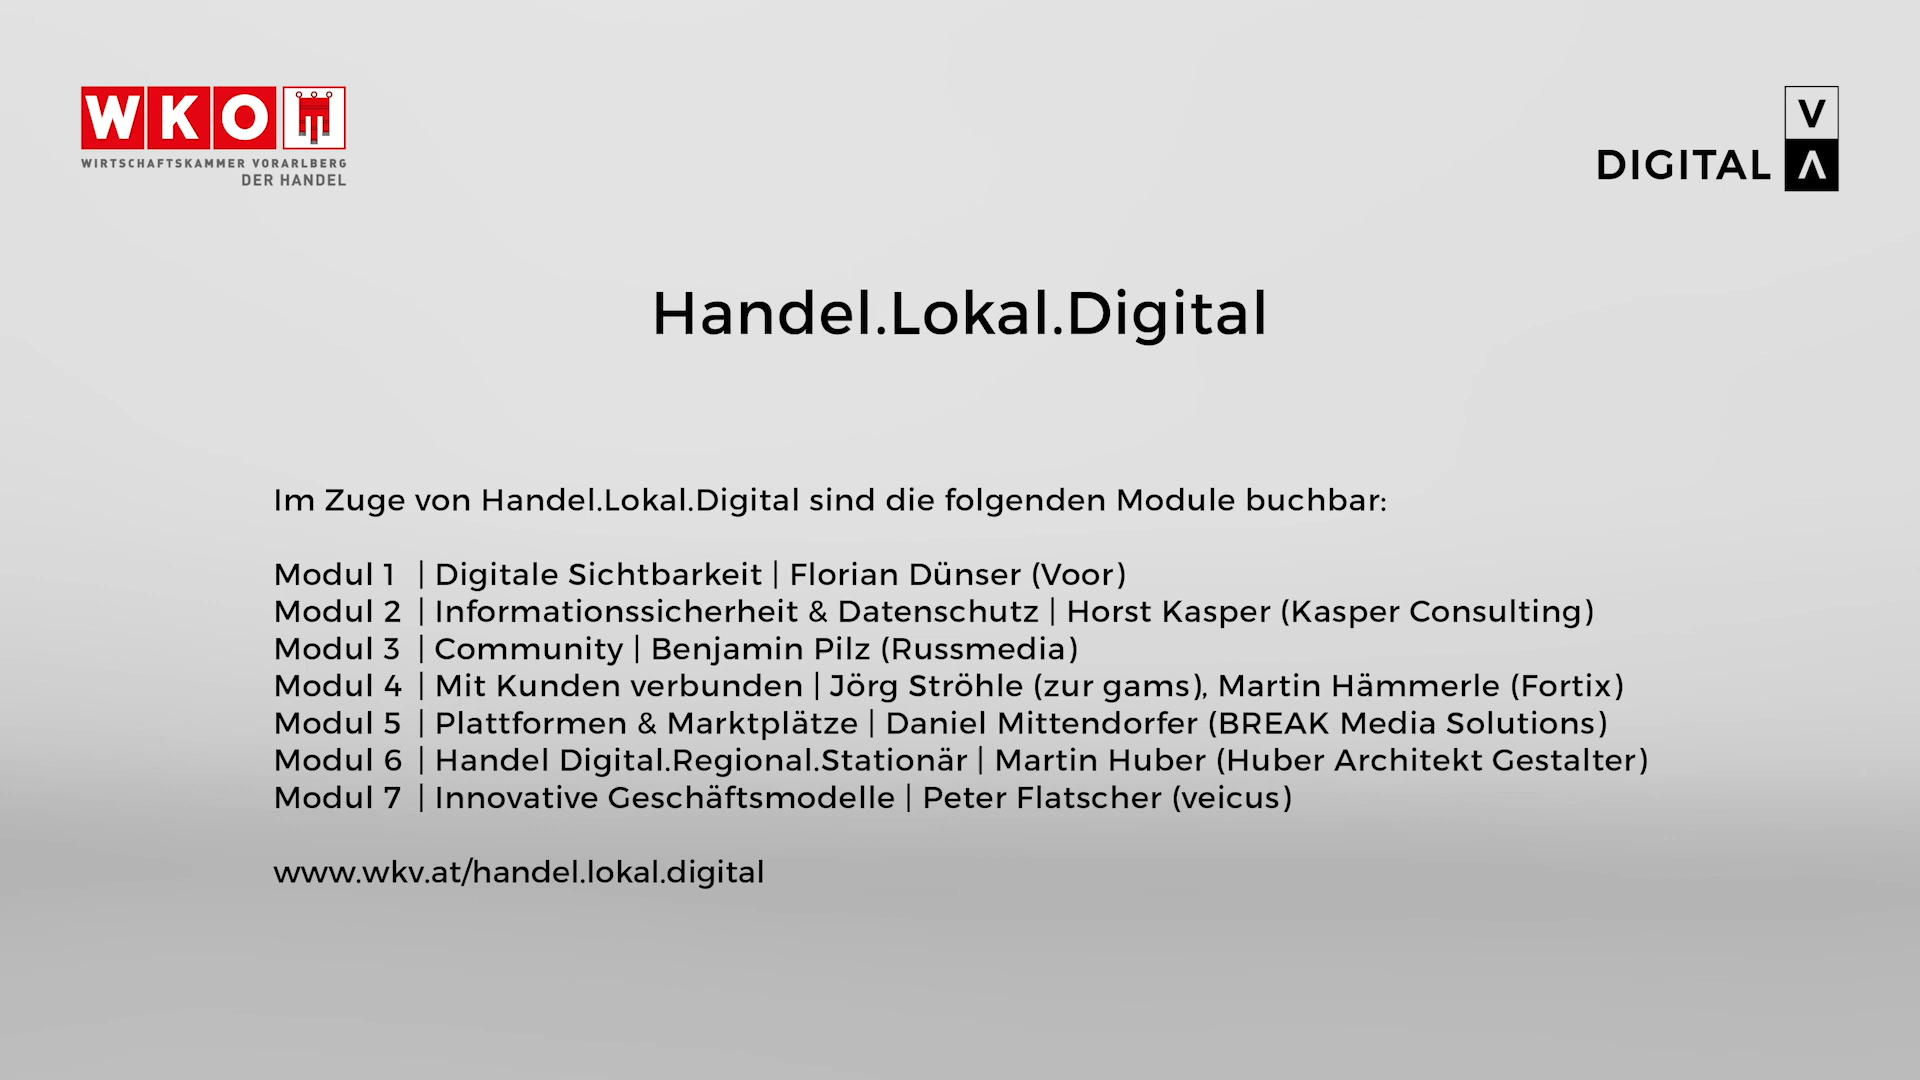 WKO
WIRTSCHAFTSKAMMER VORARLBERG
DER HANDEL
V
DIGITAL Λ
Handel.Lokal.Digital
Im Zuge von Handel.Lokal.Digital sind die folgenden Module buchbar:
Modul 1 | Digitale Sichtbarkeit | Florian Dünser (Voor)
Modul 2 | Informationssicherheit & Datenschutz | Horst Kasper (Kasper Consulting)
Modul 3 | Community | Benjamin Pilz (Russmedia)
Modul 4 | Mit Kunden verbunden | Jörg Ströhle (zur gams), Martin Hämmerle (Fortix)
Modul 5 | Plattformen & Marktplätze | Daniel Mittendorfer (BREAK Media Solutions)
Modul 6 | Handel Digital.Regional.Stationär | Martin Huber (Huber Architekt Gestalter)
Modul 7 | Innovative Geschäftsmodelle | Peter Flatscher (veicus)
www.wkv.at/handel.lokal.digital